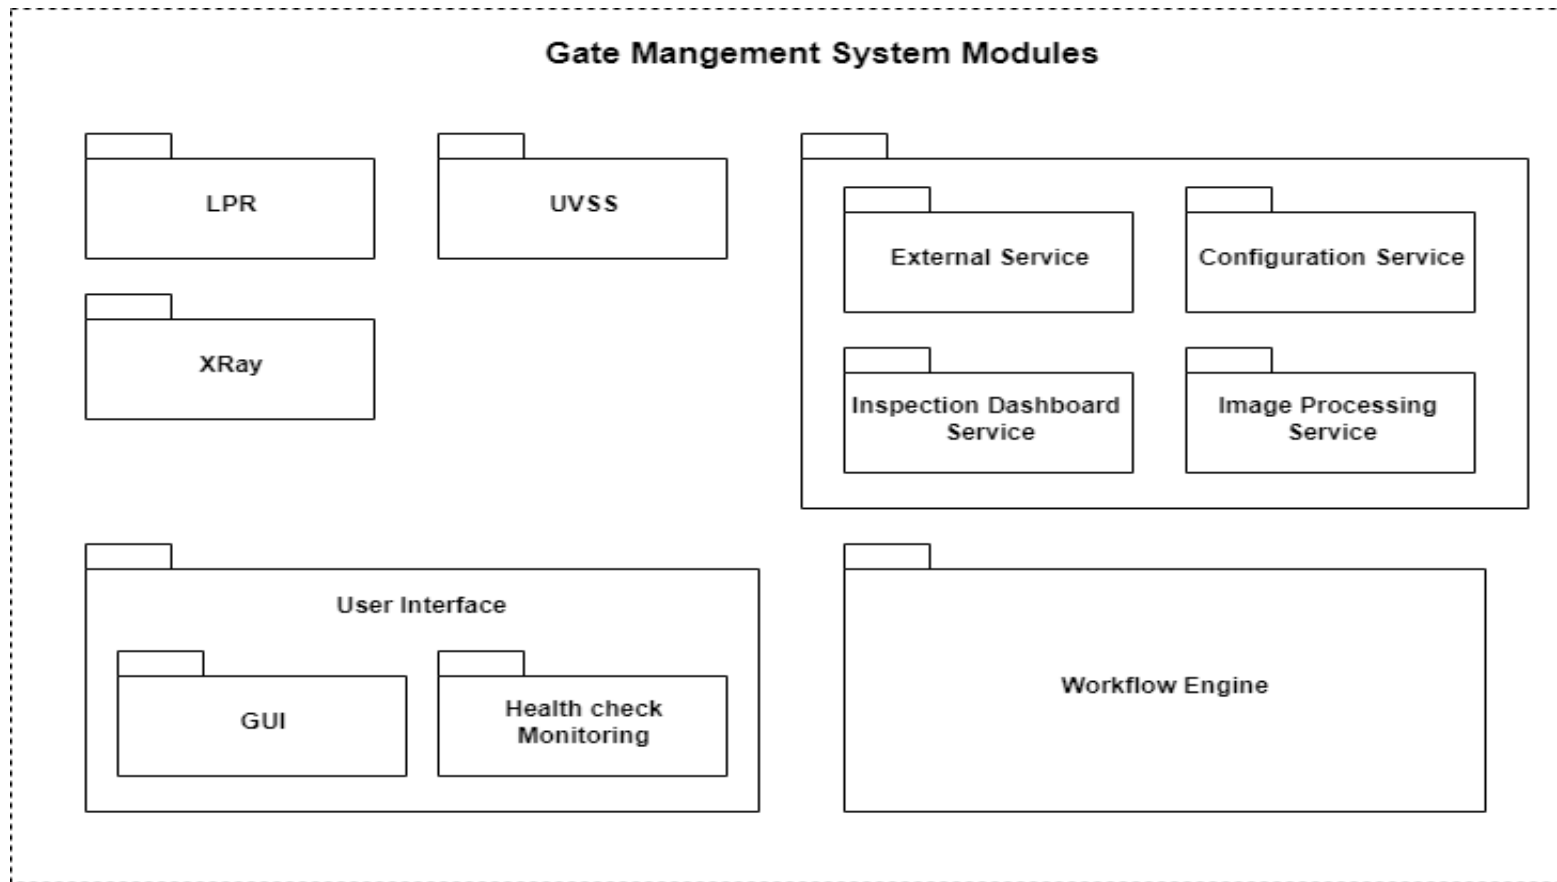 Gate Mangement System Modules
LPR
UVSS
XRay
External Service
Configuration Service
Inspection Dashboard
Service
Image Processing
Service
User Interface
GUI
Health check
Monitoring
Workflow Engine